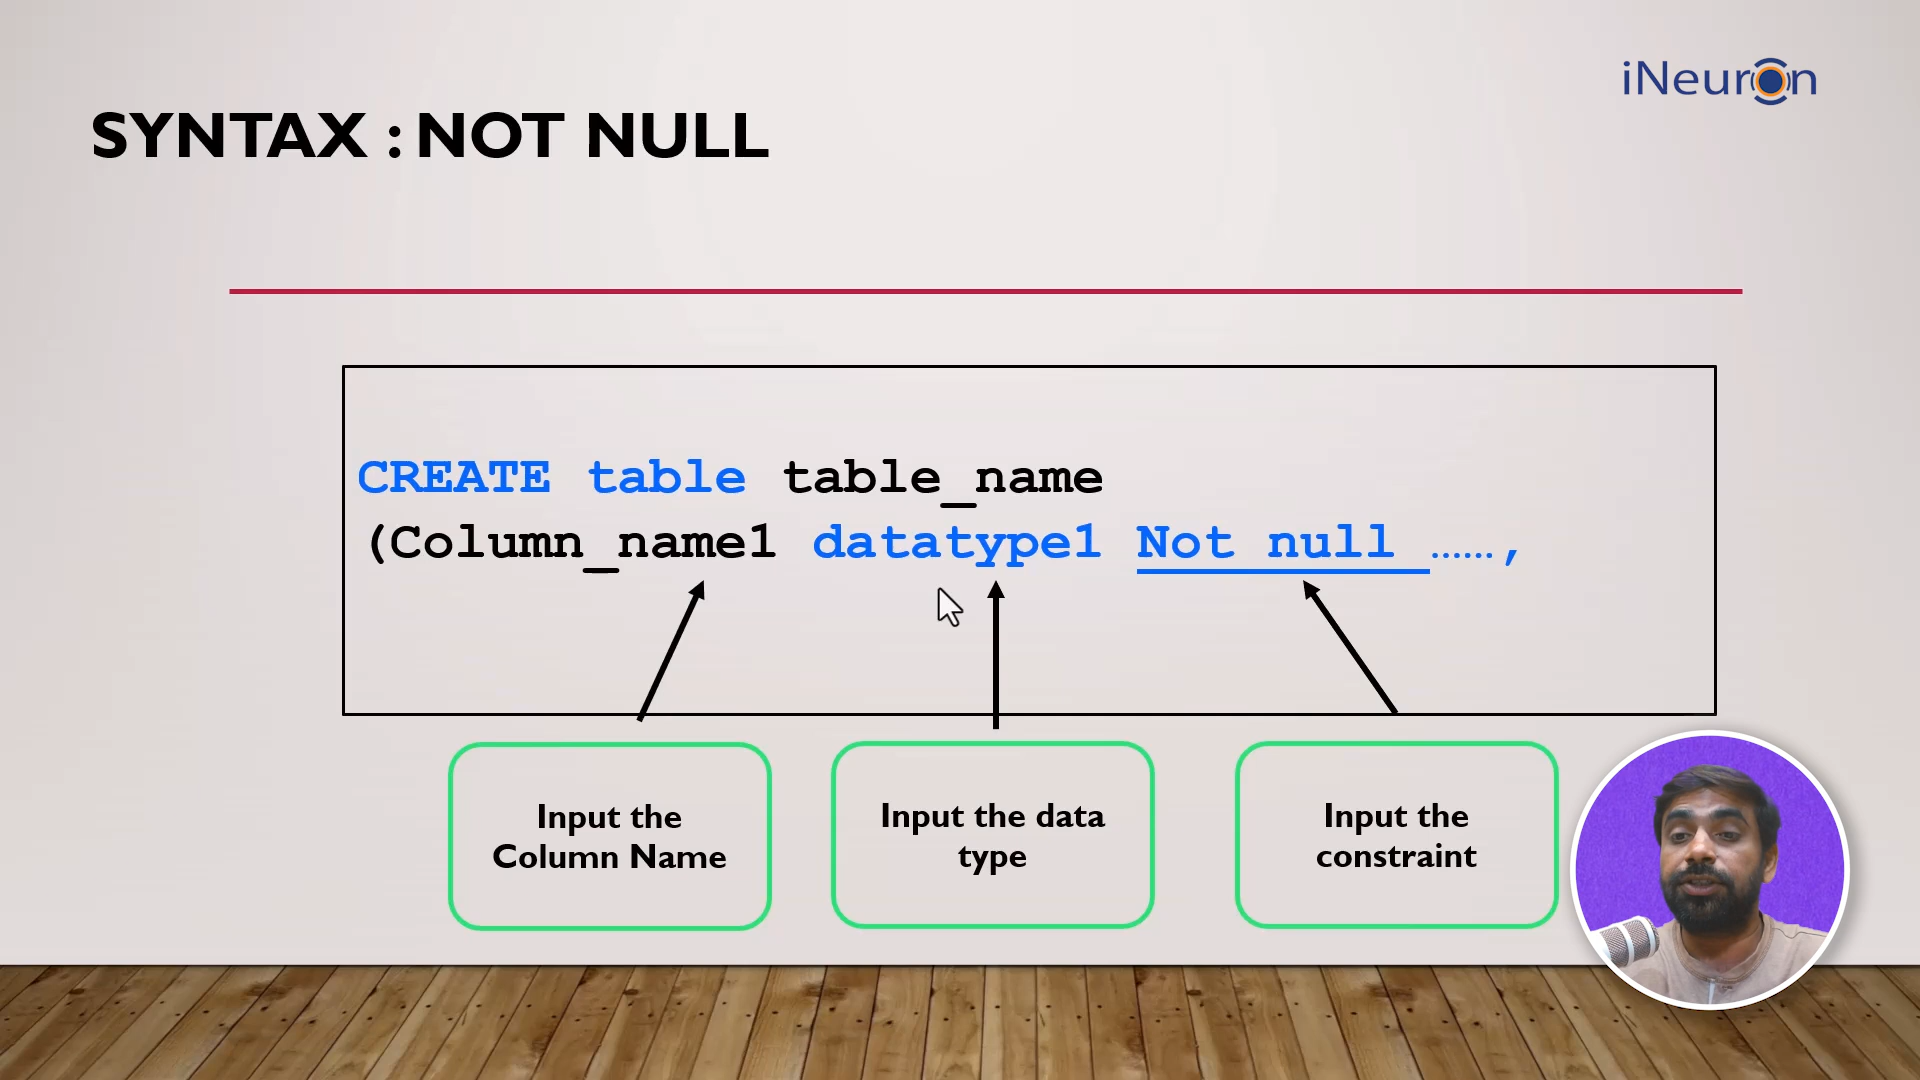 iNeuron
SYNTAX : NOT NULL
CREATE table table_name
(Column_name1 datatype1 Not null ……,
Input the
Column Name
Input the data
type
Input the
constraint